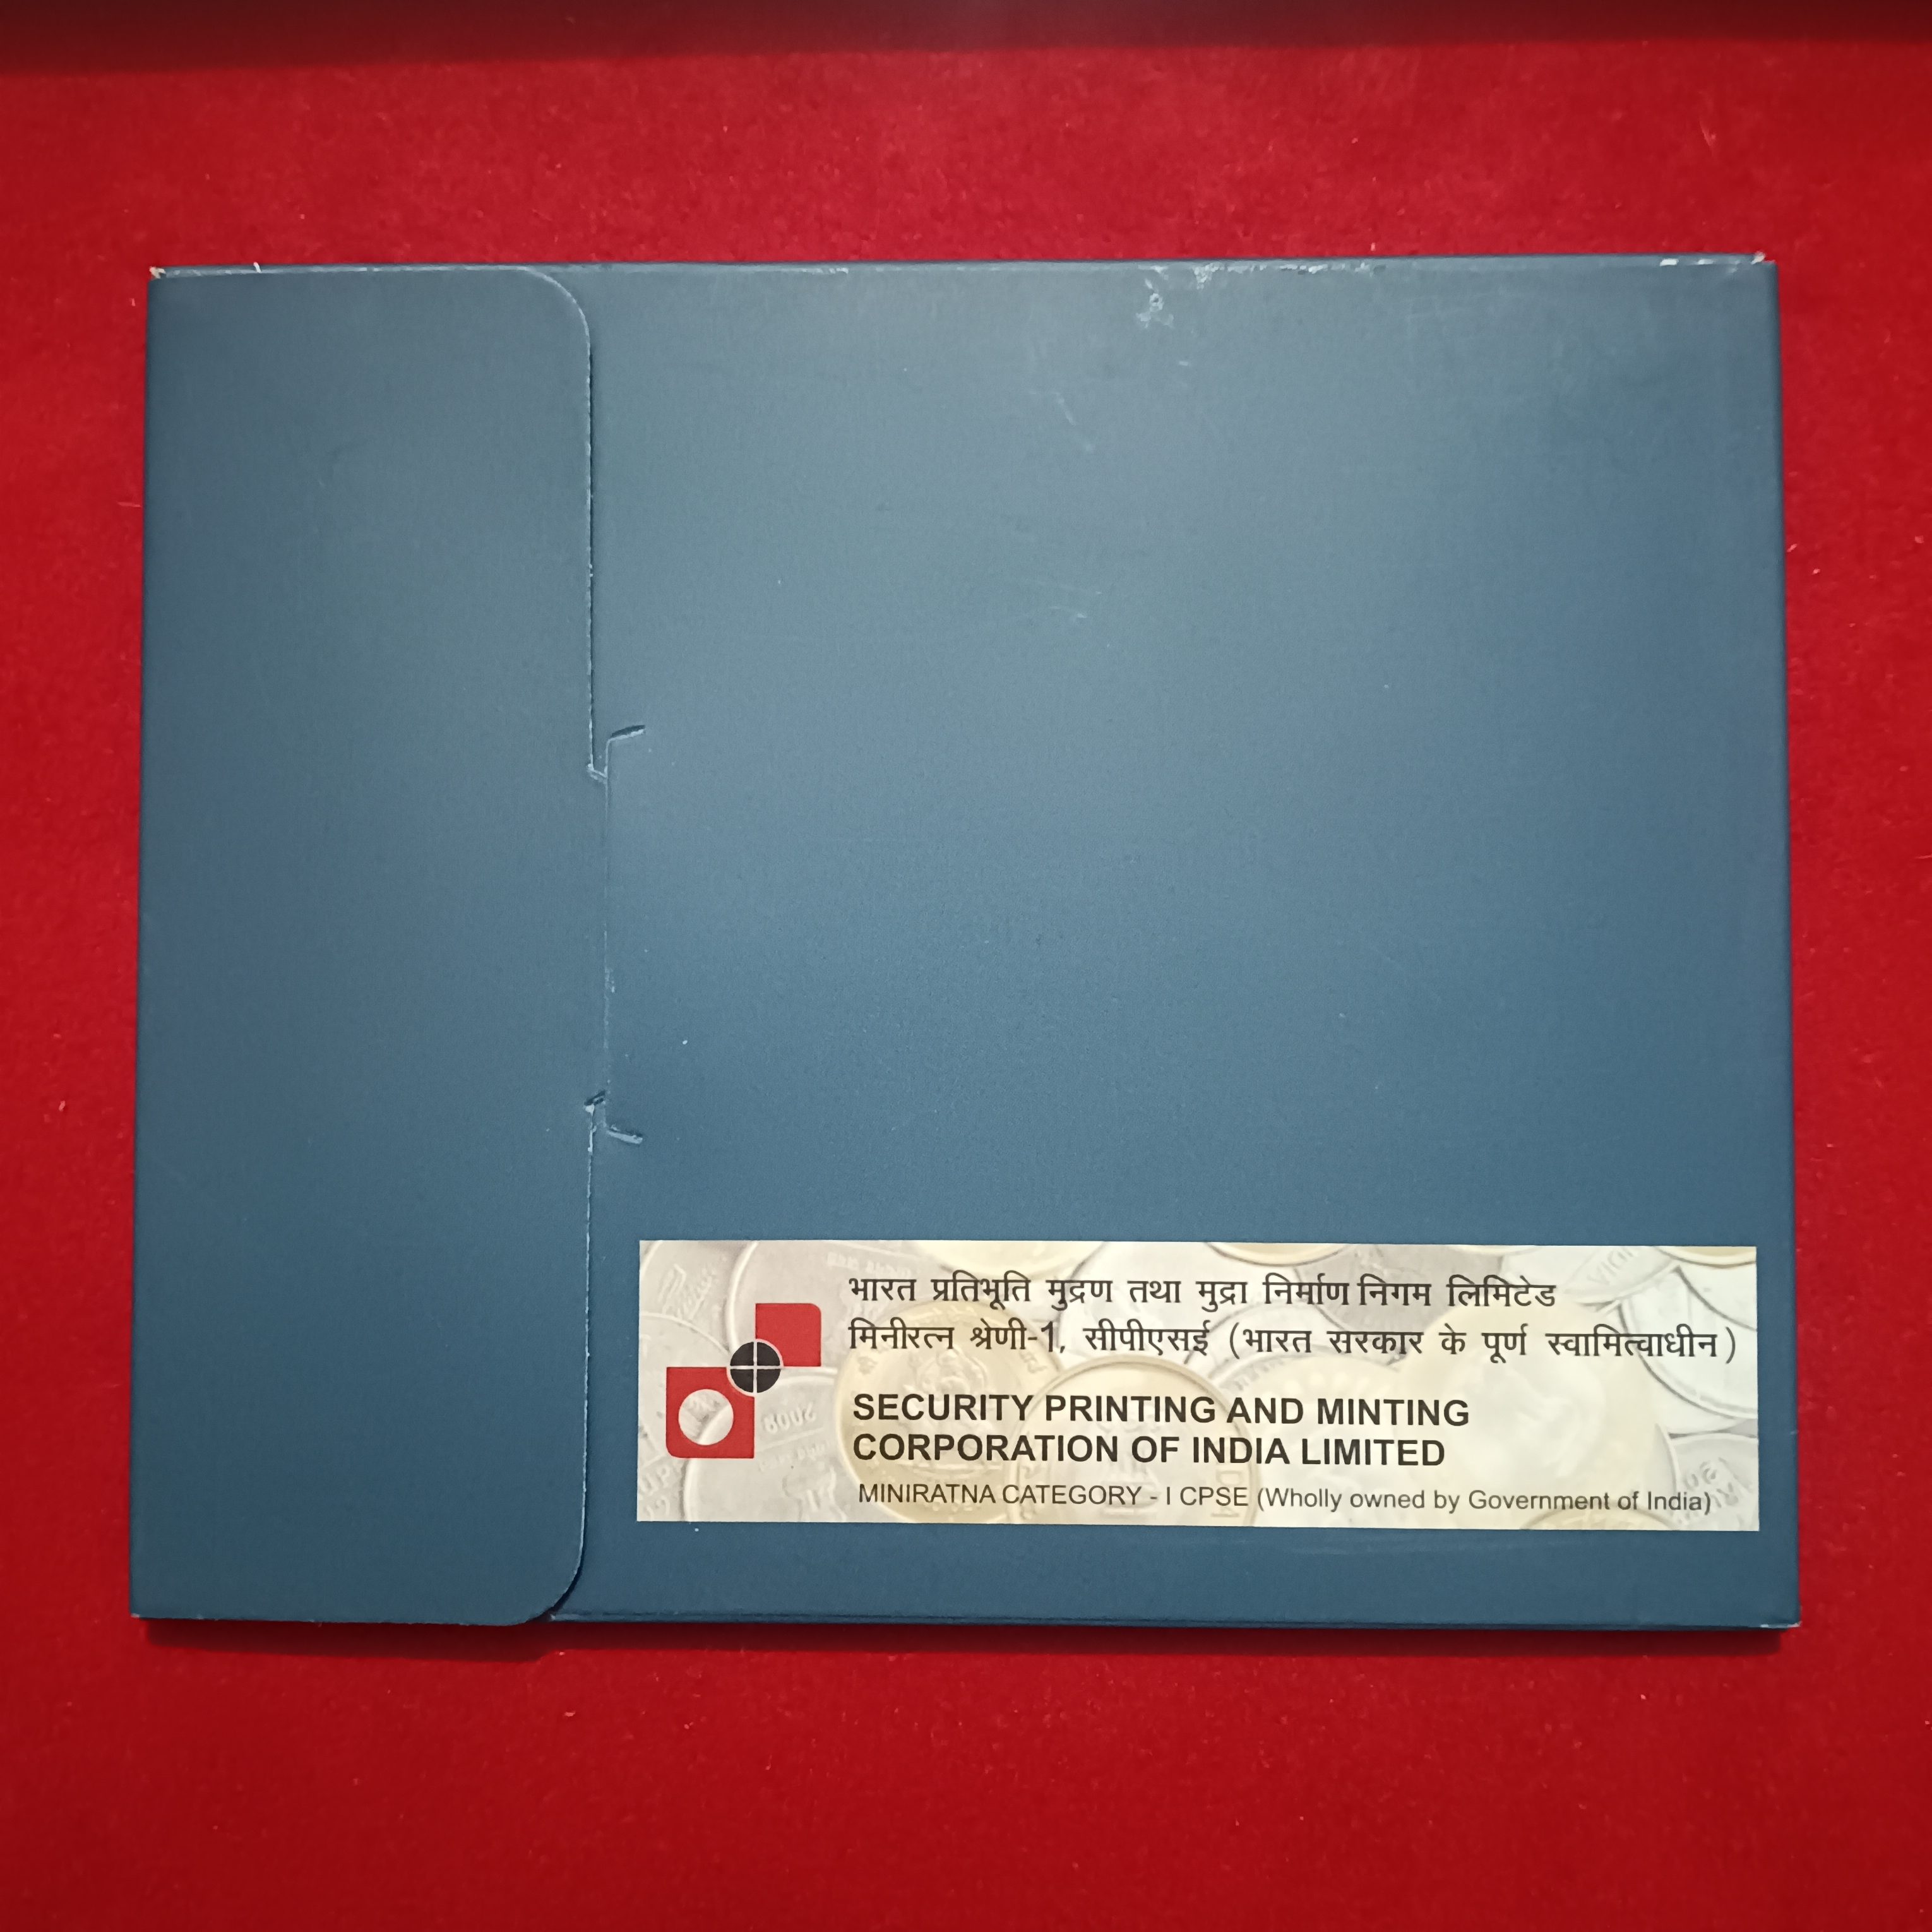 भारत प्रतिभूति मुद्रण तथा मुद्रा निर्माण निगम लिमिटेड
मिनीरत्न श्रेणी-1, सीपीएसई (भारत सरकार के पूर्ण स्वामित्वाधीन)
SECURITY PRINTING AND MINTING
CORPORATION OF INDIA LIMITED
MINIRATNA CATEGORY - I CPSE (Wholly owned by Government of India)